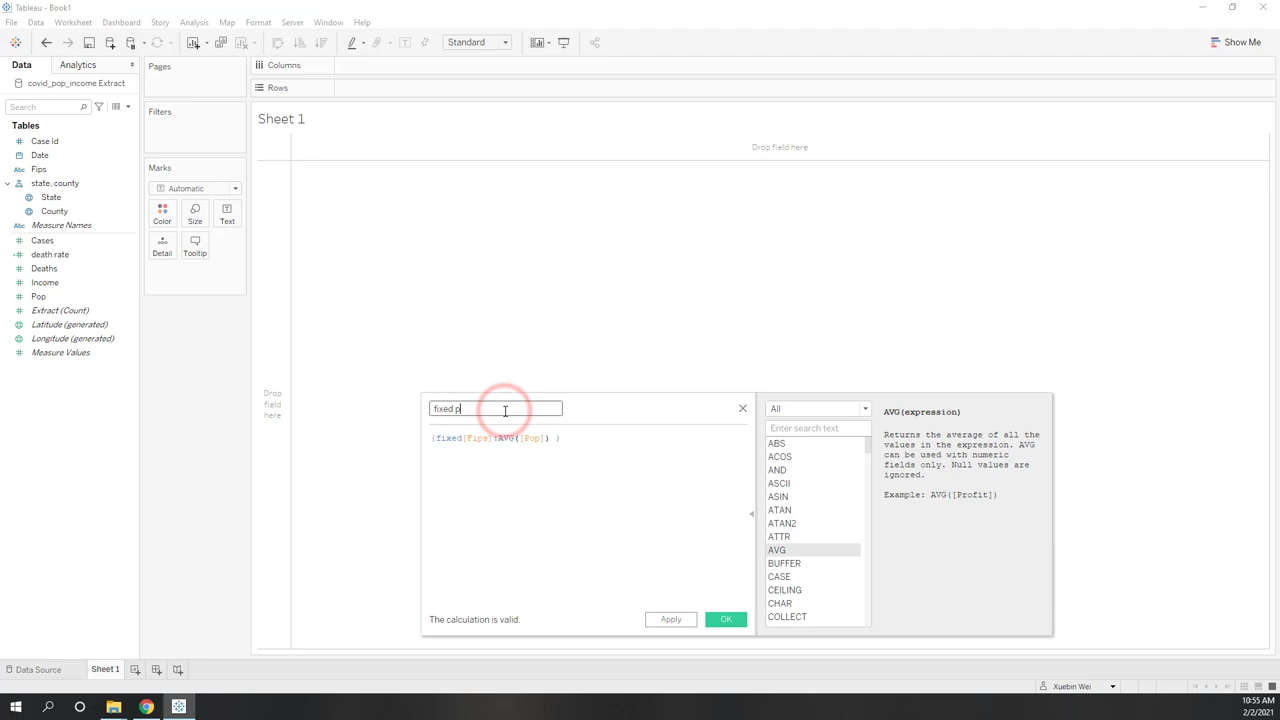 Tableau - Book1
File Data Worksheet Dashboard Story Analysis Map Format Server Window Help
Standard
Show Me
Data Analytics
Pages
Columns
covid_pop_income Extract
Rows
Search
Filters
Sheet 1
Tables
Case Id
Date
Fips
state, county
State
County
Abc Measure Names
Cases
death rate
Deaths
Income
Pop
Extract (Count)
Latitude (generated)
Longitude (generated)
Measure Values
Abc
Marks
Automatic
Color Size Text
Detail Tooltip
Drop field here
Drop
field
here
fixed p
{fixed[Fips]:AVG([Pop]) }
The calculation is valid.
Apply
OK
All
Enter search text
ABS
ACOS
AND
ASCII
ASIN
ATAN
ATAN2
ATTR
AVG
BUFFER
CASE
CEILING
CHAR
COLLECT
AVG(expression)
Returns the average of all the
values in the expression. AVG
can be used with numeric
fields only. Null values are
ignored.
Example: AVG([Profit])
Data Source
Sheet 1
Xuebin Wei
10:55 AM
2/2/2021